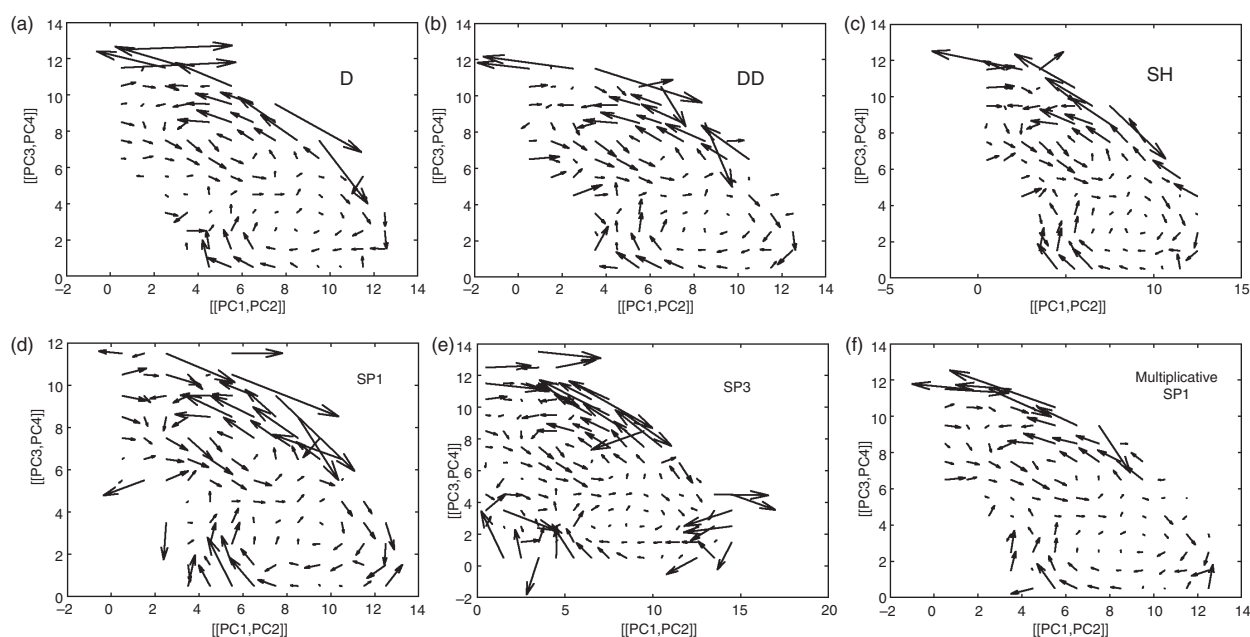 (a)
14
12
10
8
6
4
2
0
[[PC3,PC4]]
D
−2 0 2 4 6 8 10 12 14
[[PC1,PC2]]
(b)
14
12
10
8
6
4
2
0
[[PC3,PC4]]
DD
−2 0 2 4 6 8 10 12 14
[[PC1,PC2]]
(c)
14
12
10
8
6
4
2
0
[[PC3,PC4]]
SH
−5 0 5 10 15
[[PC1,PC2]]
(d)
12
10
8
6
4
2
0
[[PC3,PC4]]
SP1
−2 0 2 4 6 8 10 12 14
[[PC1,PC2]]
(e)
14
12
10
8
6
4
2
0
−2
[[PC3,PC4]]
SP3
0 5 10 15 20
[[PC1,PC2]]
(f)
14
12
10
8
6
4
2
0
[[PC3,PC4]]
Multiplicative
SP1
−2 0 2 4 6 8 10 12 14
[[PC1,PC2]]